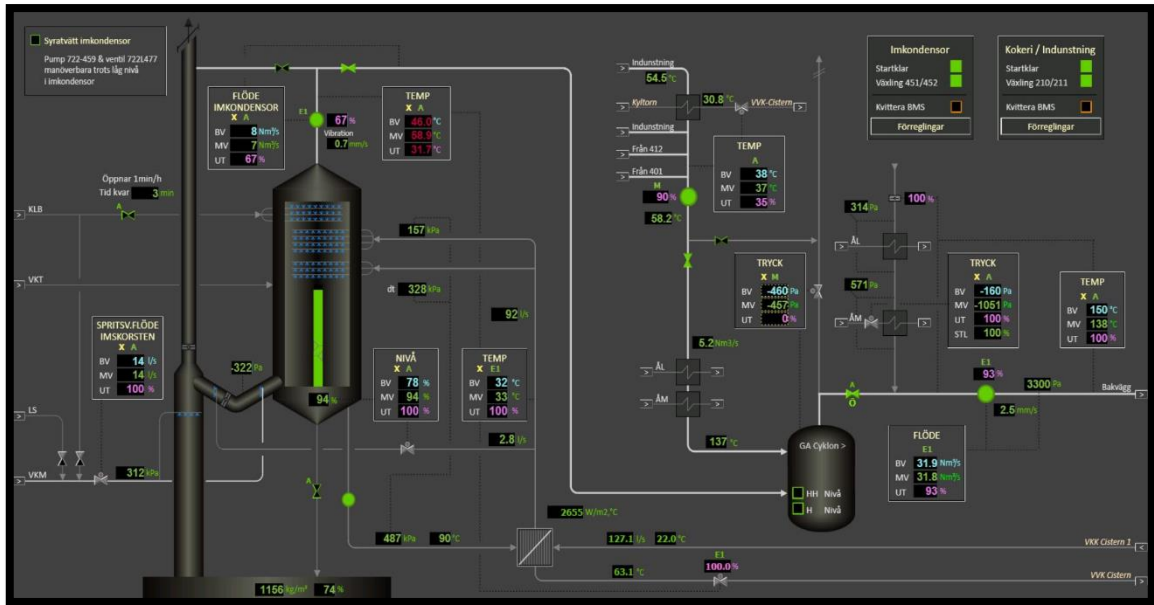 Syratvätt imkondensor
Pump 722-459 & ventil 722L477
manöverbara trots låg nivå
i imkondensor
FLÖDE
IMKONDENSOR
X A
BV 8 Nm³/s
MV 7 Nm³/s
UT 67 %
E1
67 %
Vibration
0.7 mm/s
TEMP
X A
BV 46.0 °C
MV 58.9 °C
UT 31.7 °C
Öppnar 1min/h
Tid kvar 3 min
A
KLB
VKT
SPRITSV.FLÖDE
IMSKORSTEN
X A
BV 14 l/s
MV 14 l/s
UT 100 %
LS
VKM
312 kPa
-322 Pa
157 kPa
dt 328 kPa
92 l/s
94 %
NIVÅ
X A
BV 78 %
MV 94 %
UT 100 %
TEMP
X E1
BV 32 °C
MV 33 °C
UT 100 %
2.8 l/s
A
487 kPa 90 °C
1156 kg/m³ 74 %
2655 W/m2,°C
127.1 l/s 22.0 °C
63.1 °C
E1
100.0 %
VKK Cistern 1
VVK Cistern
Indunstning
54.5 °C
Kyltorn
30.8 °C
VVK-Cistern
Indunstning
Från 412
Från 401
M
90 %
58.2 °C
TEMP
A
BV 38 °C
MV 37 °C
UT 35 %
TRYCK
X M
BV -460 Pa
MV -457 Pa
UT 0 %
5.2 Nm3/s
ÅL
ÅM
137 °C
GA Cyklon >
HH Nivå
H Nivå
Imkondensor
Startklar
Växling 451/452
Kvittera BMS
Förreglingar
Kokeri / Indunstning
Startklar
Växling 210/211
Kvittera BMS
Förreglingar
100 %
314 Pa
ÅL
571 Pa
ÅM
TRYCK
X A
BV -160 Pa
MV -1051 Pa
UT 100 %
STL 100 %
TEMP
X A
BV 150 °C
MV 138 °C
UT 100 %
A
O
E1
93 %
3300 Pa
Bakvägg
2.5 mm/s
FLÖDE
E1
BV 31.9 Nm³/s
MV 31.8 Nm³/s
UT 93 %